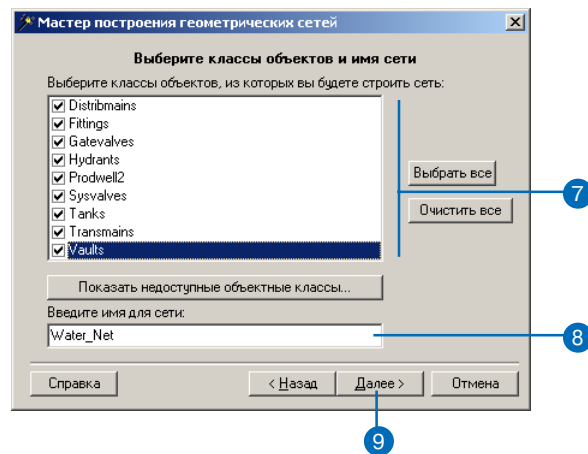 Мастер построения геометрических сетей
Выберите классы объектов и имя сети
Выберите классы объектов, из которых вы будете строить сеть:
Distribmains
Fittings
Gatevalves
Hydrants
Prodwell2
Sysvalves
Tanks
Transmains
Vaults
Выбрать все
7
Очистить все
Показать недоступные объектные классы...
Введите имя для сети:
Water_Net
8
Справка
< Назад
Далее >
Отмена
9